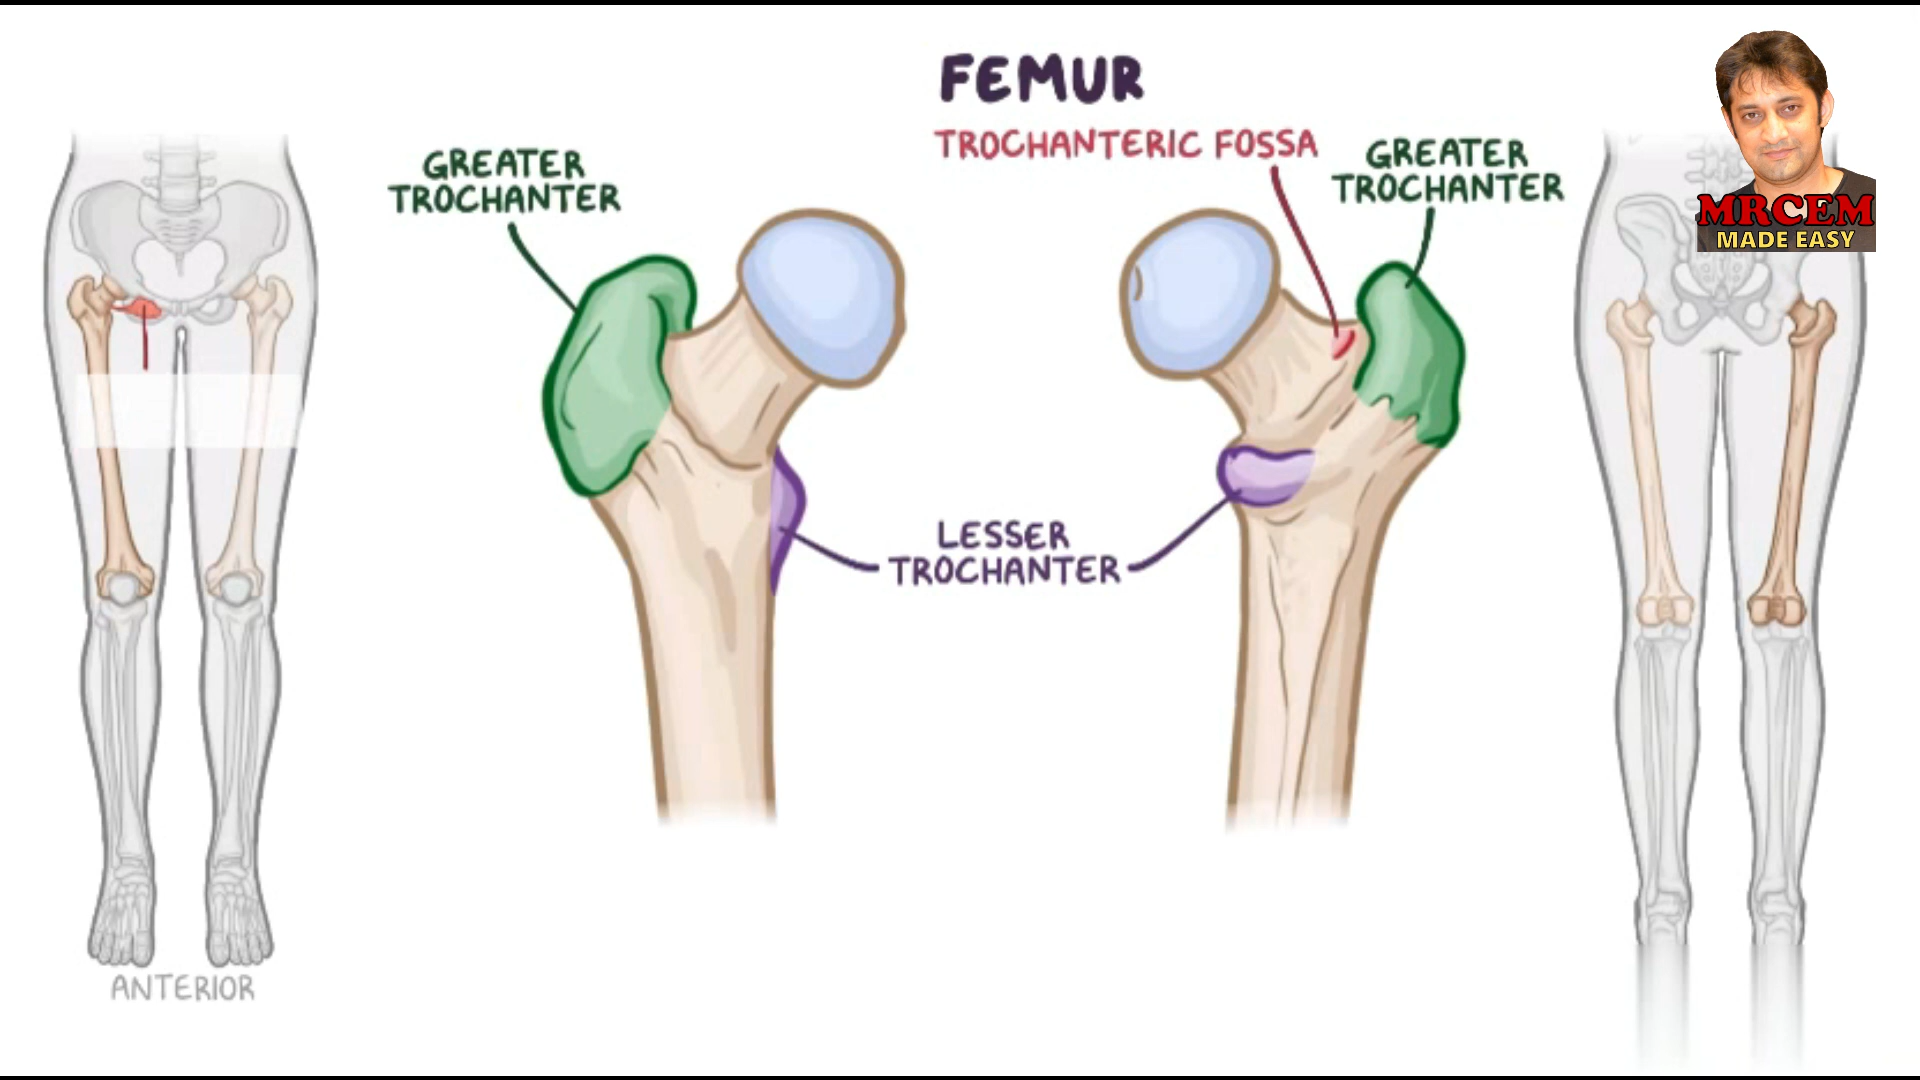 FEMUR
TROCHANTERIC FOSSA
GREATER
TROCHANTER
GREATER
TROCHANTER
MRCEM
MADE EASY
LESSER
TROCHANTER
ANTERIOR